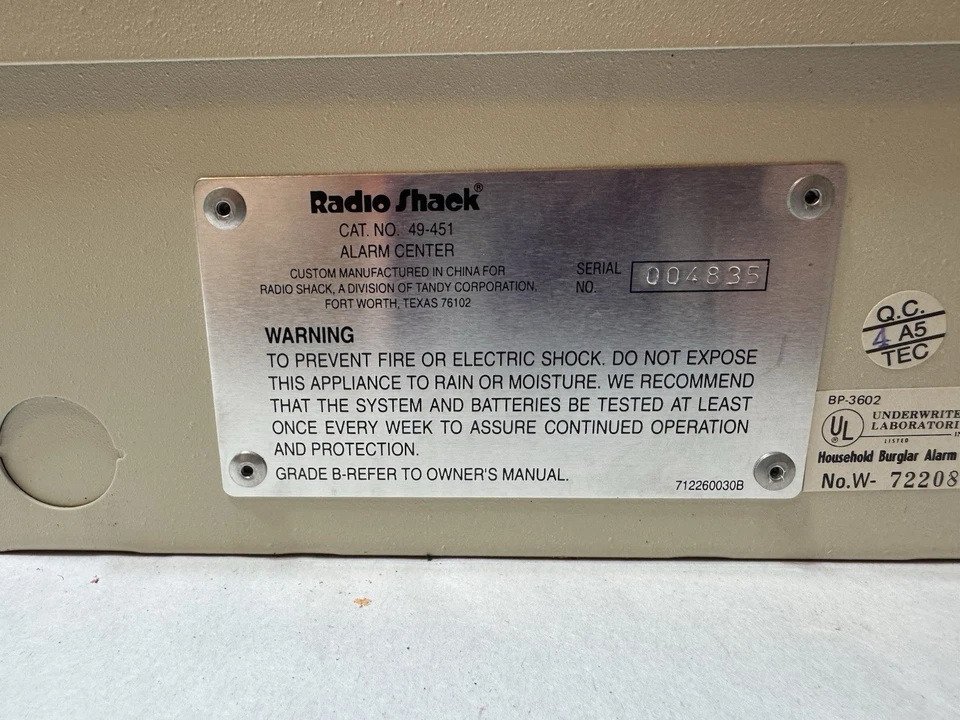 Radio Shack®
CAT. NO. 49-451
ALARM CENTER
CUSTOM MANUFACTURED IN CHINA FOR
RADIO SHACK, A DIVISION OF TANDY CORPORATION.
FORT WORTH, TEXAS 76102
SERIAL
NO.
004835
WARNING
TO PREVENT FIRE OR ELECTRIC SHOCK. DO NOT EXPOSE
THIS APPLIANCE TO RAIN OR MOISTURE. WE RECOMMEND
THAT THE SYSTEM AND BATTERIES BE TESTED AT LEAST
ONCE EVERY WEEK TO ASSURE CONTINUED OPERATION
AND PROTECTION.
GRADE B-REFER TO OWNER'S MANUAL.
712260030B
Q.C.
4 A5
TEC
BP-3602
UL ®
UNDERWRITE
LABORATORI
LISTED
Household Burglar Alarm
No.W- 72208